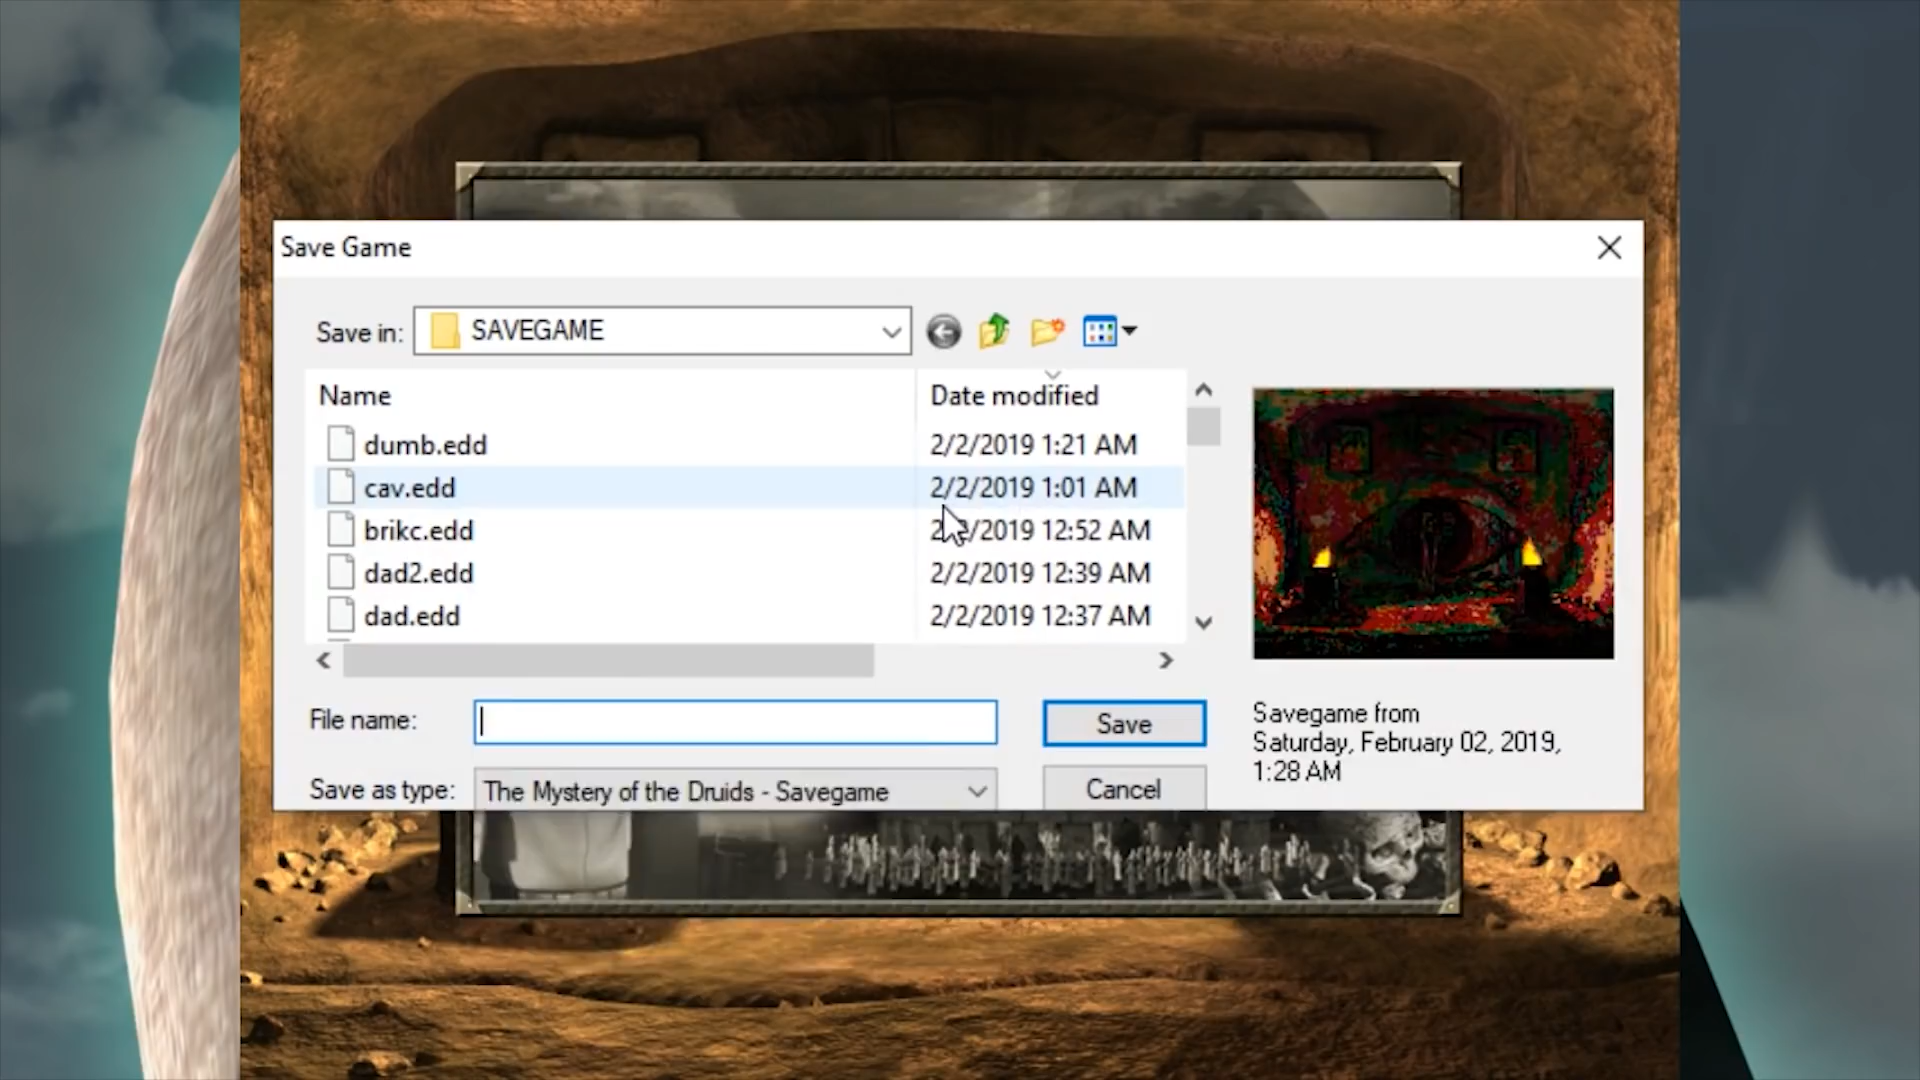 Save Game
Save in: SAVEGAME
Name Date modified
dumb.edd 2/2/2019 1:21 AM
cav.edd 2/2/2019 1:01 AM
brikc.edd 2/2/2019 12:52 AM
dad2.edd 2/2/2019 12:39 AM
dad.edd 2/2/2019 12:37 AM
File name: Save
Save as type: The Mystery of the Druids - Savegame Cancel
Savegame from
Saturday, February 02, 2019,
1:28 AM